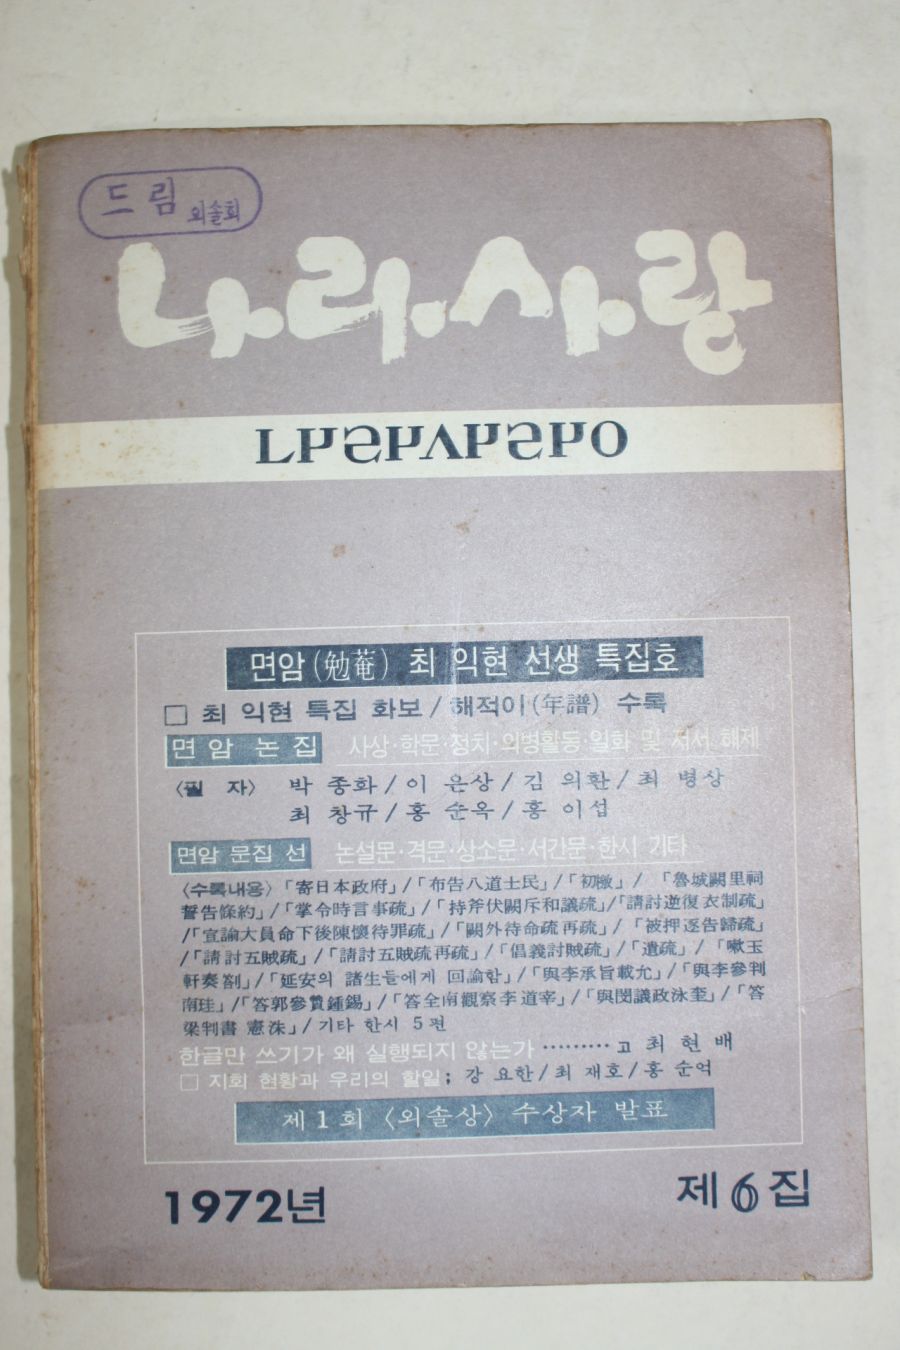 드림 외솔회
나라사랑
ㄴㅏㄹㅏㅅㅏㄹㅏㅇ
면암(勉菴) 최 익현 선생 특집호
□ 최 익현 특집 화보/해적이(年譜) 수록
면암 논집 사상·학문·정치·의병활동·일화 및 저서 해제
〈필 자〉 박 종화/이 은상/김 의환/최 병상
최 창규/홍 순옥/홍 이섭
면암 문집 선 논설문·격문·상소문·서간문·한시 기타
〈수록내용〉「寄日本政府」/「布告八道士民」/「初檄」/「魯城闕里祠
誓告條約」/「掌令時言事疏」/「持斧伏闕斥和議疏」/「請討逆復衣制疏」
/「宣諭大員命下後陳懷待罪疏」/「闕外待命疏再疏」/「被押逐告歸疏」
/「請討五賊疏」/「請討五賊疏再疏」/「倡義討賊疏」/「遺疏」/「嗽玉
軒奏劄」/「延安의 諸生들에게 回諭함」/「與李承旨載允」/「與李參判
南珪」/「答郭參贊鍾錫」/「答全南觀察李道宰」/「與閔議政泳奎」/「答
梁判書 憲洙」/기타 한시 5편
한글만 쓰기가 왜 실행되지 않는가 ⋯⋯⋯ 고 최 현 배
□ 지회 현황과 우리의 할일; 강 요한/최 재호/홍 순억
제1회 〈외솔상〉 수상자 발표
1972년 제6집